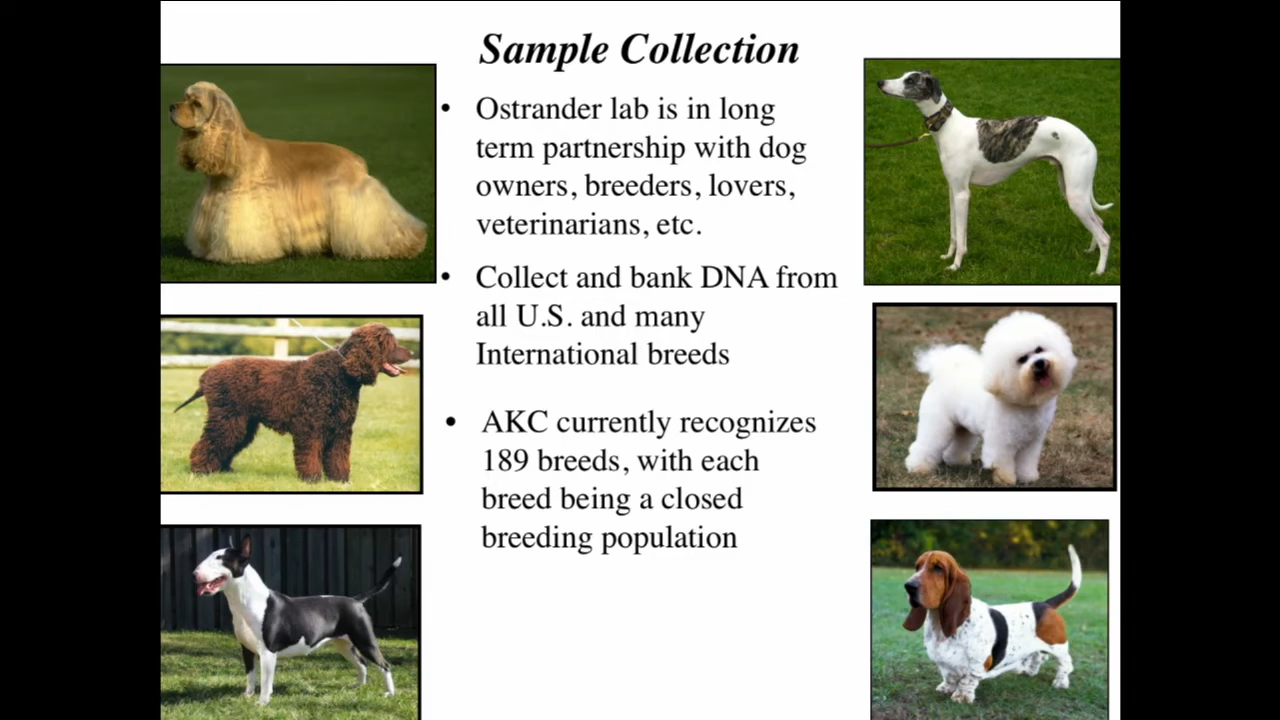 Sample Collection
• Ostrander lab is in long
term partnership with dog
owners, breeders, lovers,
veterinarians, etc.
• Collect and bank DNA from
all U.S. and many
International breeds
• AKC currently recognizes
189 breeds, with each
breed being a closed
breeding population